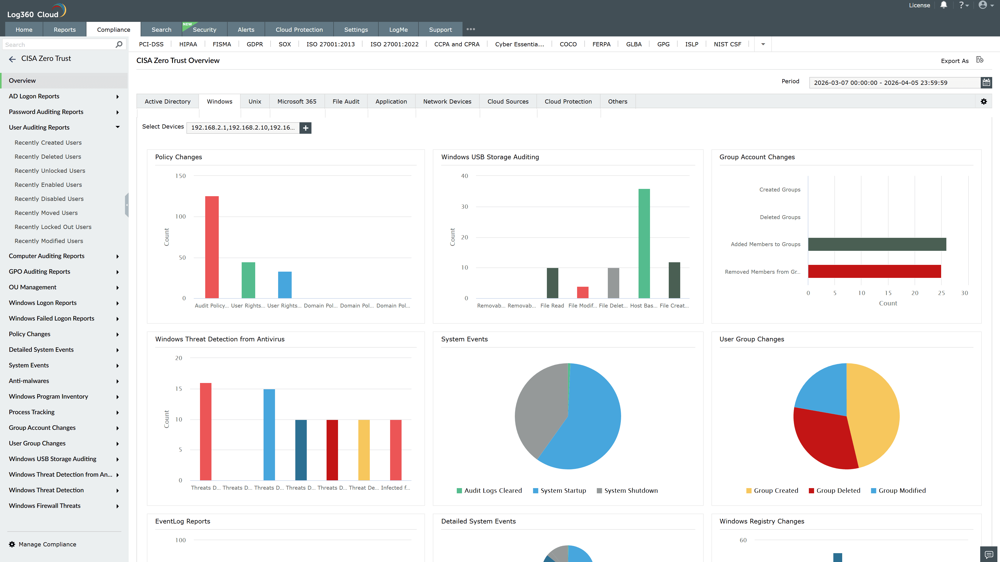 Log360 Cloud
License
?
Home Reports Compliance Search NEW Security Alerts Cloud Protection Settings LogMe Support
Search
PCI-DSS HIPAA FISMA GDPR SOX ISO 27001:2013 ISO 27001:2022 CCPA and CPRA Cyber Essentia... COCO FERPA GLBA GPG ISLP NIST CSF
CISA Zero Trust
Overview
AD Logon Reports
Password Auditing Reports
User Auditing Reports
Recently Created Users
Recently Deleted Users
Recently Unlocked Users
Recently Enabled Users
Recently Disabled Users
Recently Moved Users
Recently Locked Out Users
Recently Modified Users
Computer Auditing Reports
GPO Auditing Reports
OU Management
Windows Logon Reports
Windows Failed Logon Reports
Policy Changes
Detailed System Events
System Events
Anti-malwares
Windows Program Inventory
Process Tracking
Group Account Changes
User Group Changes
Windows USB Storage Auditing
Windows Threat Detection from An...
Windows Threat Detection
Windows Firewall Threats
Manage Compliance
CISA Zero Trust Overview
Export As
Period 2026-03-07 00:00:00 - 2026-04-05 23:59:59
Active Directory Windows Unix Microsoft 365 File Audit Application Network Devices Cloud Sources Cloud Protection Others
Select Devices 192.168.2.1,192.168.2.10,192.16...
Policy Changes
150
100
50
0
Count
Audit Policy... User Rights... User Rights... Domain Pol... Domain Pol... Domain Pol...
Windows USB Storage Auditing
40
30
20
10
0
Count
Removab... Removab... File Read File Modif... File Delet... Host Bas... File Creat...
Group Account Changes
Created Groups
Deleted Groups
Added Members to Groups
Removed Members from Gr...
0 5 10 15 20 25 30
Count
Windows Threat Detection from Antivirus
20
15
10
5
0
Count
Threats D... Threats D... Threats D... Threats D... Threats D... Threat De... Infected f...
System Events
Audit Logs Cleared System Startup System Shutdown
User Group Changes
Group Created Group Deleted Group Modified
EventLog Reports
100
Detailed System Events
Windows Registry Changes
60